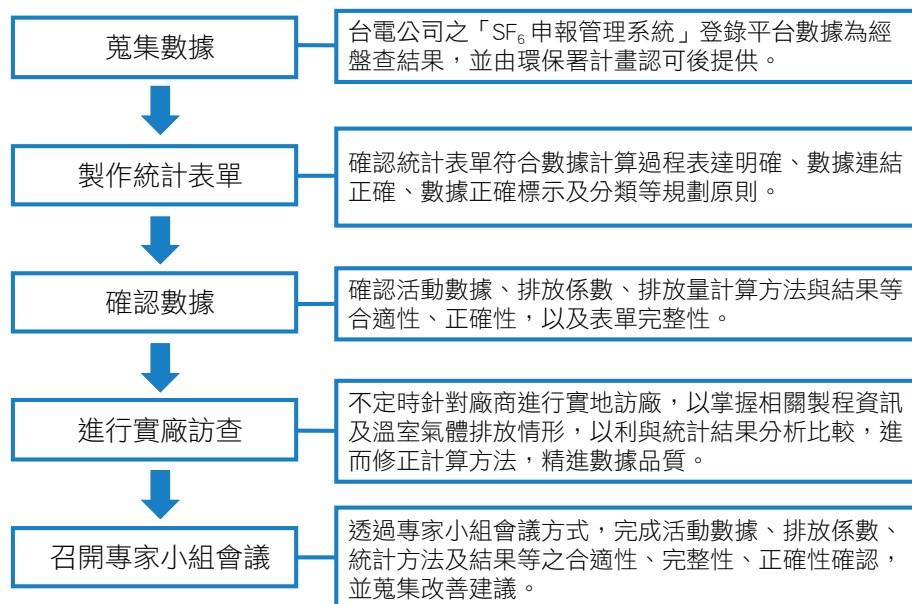 蒐集數據
台電公司之「SF₆申報管理系統」登錄平台數據為經
盤查結果，並由環保署計畫認可後提供。
製作統計表單
確認統計表單符合數據計算過程表達明確、數據連結
正確、數據正確標示及分類等規劃原則。
確認數據
確認活動數據、排放係數、排放量計算方法與結果等
合適性、正確性，以及表單完整性。
進行實廠訪查
不定時針對廠商進行實地訪廠，以掌握相關製程資訊
及溫室氣體排放情形，以利與統計結果分析比較，進
而修正計算方法，精進數據品質。
召開專家小組會議
透過專家小組會議方式，完成活動數據、排放係數、
統計方法及結果等之合適性、完整性、正確性確認，
並蒐集改善建議。